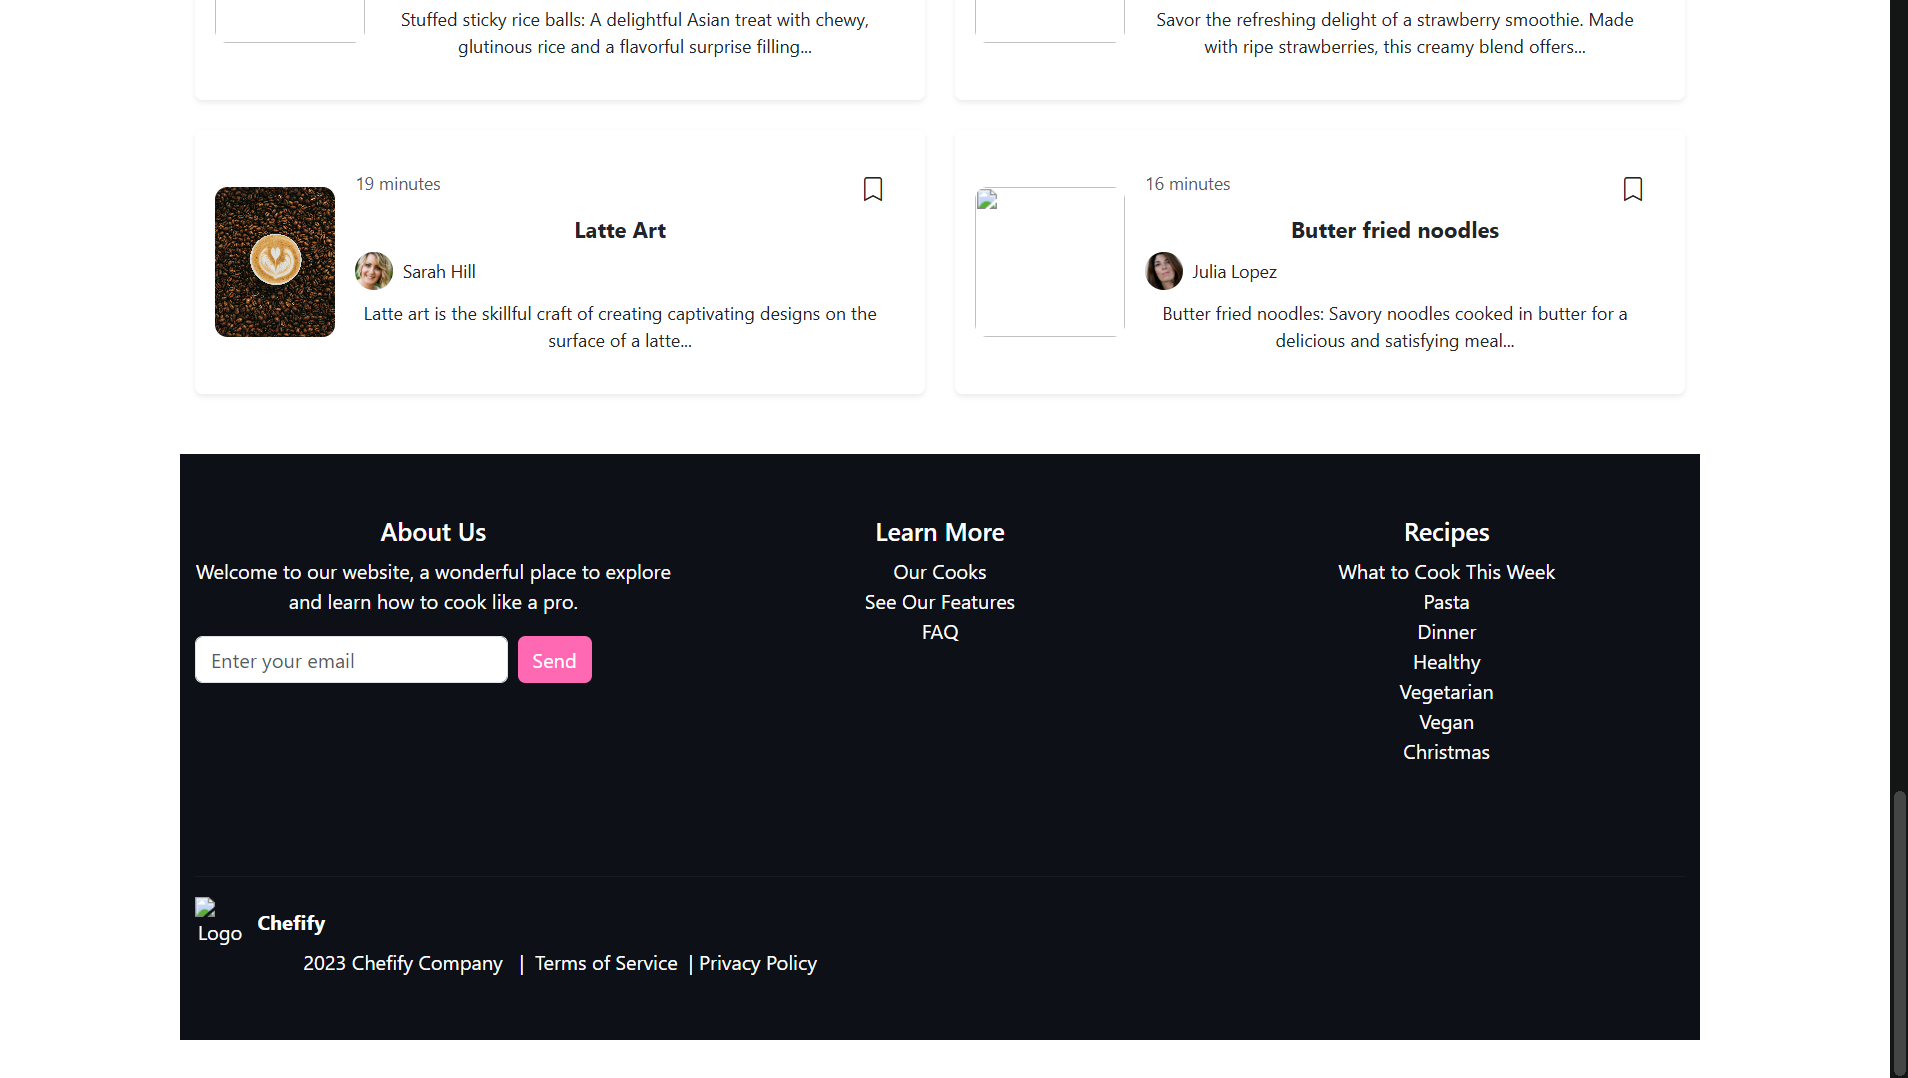 Stuffed sticky rice balls: A delightful Asian treat with chewy,
glutinous rice and a flavorful surprise filling...
Savor the refreshing delight of a strawberry smoothie. Made
with ripe strawberries, this creamy blend offers...
19 minutes
Latte Art
Sarah Hill
Latte art is the skillful craft of creating captivating designs on the
surface of a latte...
16 minutes
Butter fried noodles
Julia Lopez
Butter fried noodles: Savory noodles cooked in butter for a
delicious and satisfying meal...
About Us
Welcome to our website, a wonderful place to explore
and learn how to cook like a pro.
Enter your email
Send
Learn More
Our Cooks
See Our Features
FAQ
Recipes
What to Cook This Week
Pasta
Dinner
Healthy
Vegetarian
Vegan
Christmas
Logo
Chefify
2023 Chefify Company | Terms of Service | Privacy Policy